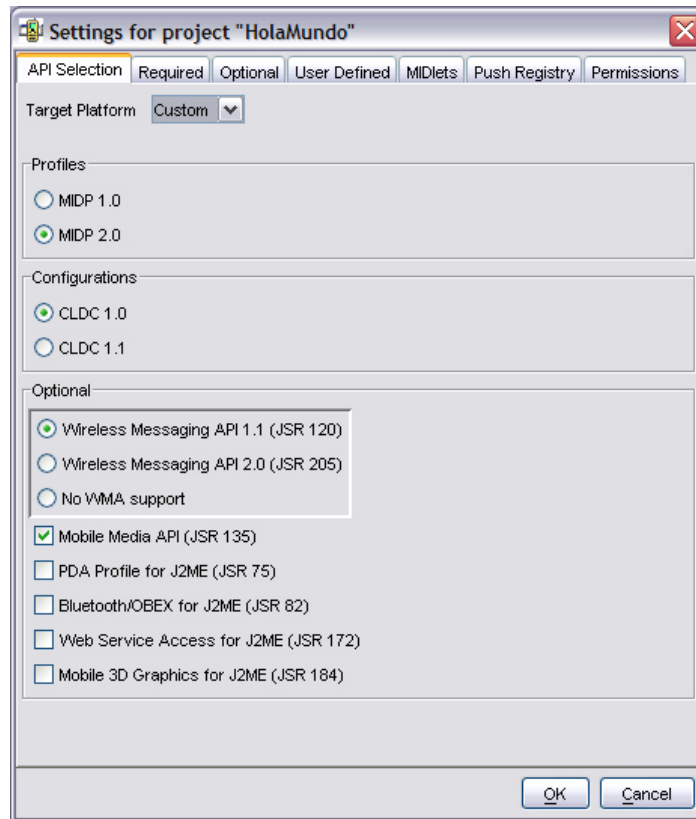 Settings for project "HolaMundo"
API Selection Required Optional User Defined MIDlets Push Registry Permissions
Target Platform Custom
Profiles
MIDP 1.0
MIDP 2.0
Configurations
CLDC 1.0
CLDC 1.1
Optional
Wireless Messaging API 1.1 (JSR 120)
Wireless Messaging API 2.0 (JSR 205)
No WMA support
Mobile Media API (JSR 135)
PDA Profile for J2ME (JSR 75)
Bluetooth/OBEX for J2ME (JSR 82)
Web Service Access for J2ME (JSR 172)
Mobile 3D Graphics for J2ME (JSR 184)
OK Cancel